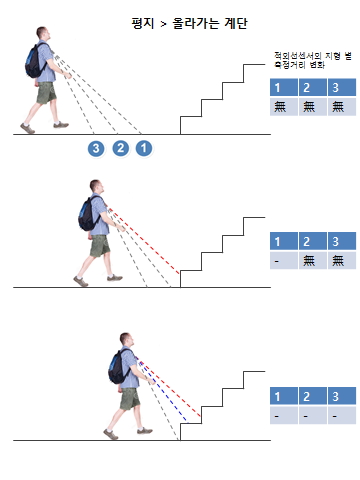 평지 > 올라가는 계단
적외선센서의 지형 별
측정거리 변화
1 2 3
無 無 無
3 2 1
1 2 3
- 無 無
1 2 3
- - -